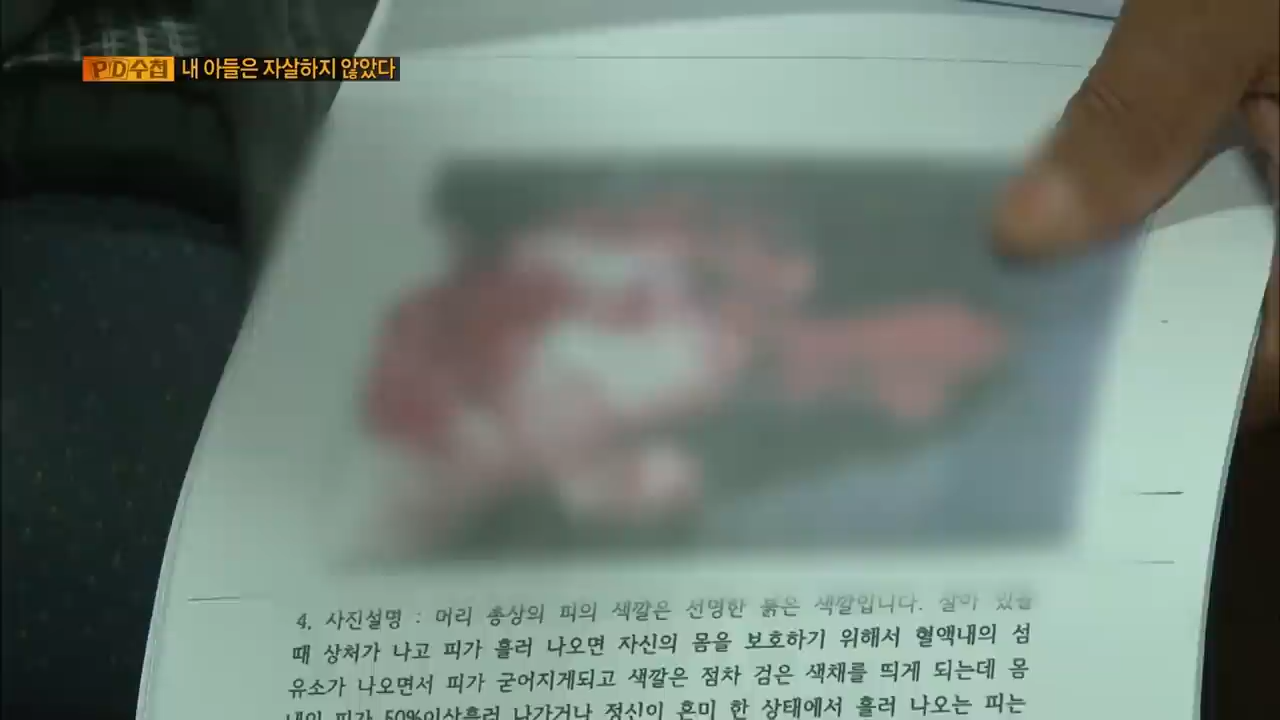 PD수첩 내 아들은 자살하지 않았다
4. 사진설명 : 머리 총상의 피의 색깔은 선명한 붉은 색깔입니다. 살아 있을
때 상처가 나고 피가 흘러 나오면 자신의 몸을 보호하기 위해서 혈액내의 섬
유소가 나오면서 피가 굳어지게되고 색깔은 점차 검은 색채를 띄게 되는데 몸
내의 피가 50%이상흘러 나가거나 정신이 혼미 한 상태에서 흘러 나오는 피는